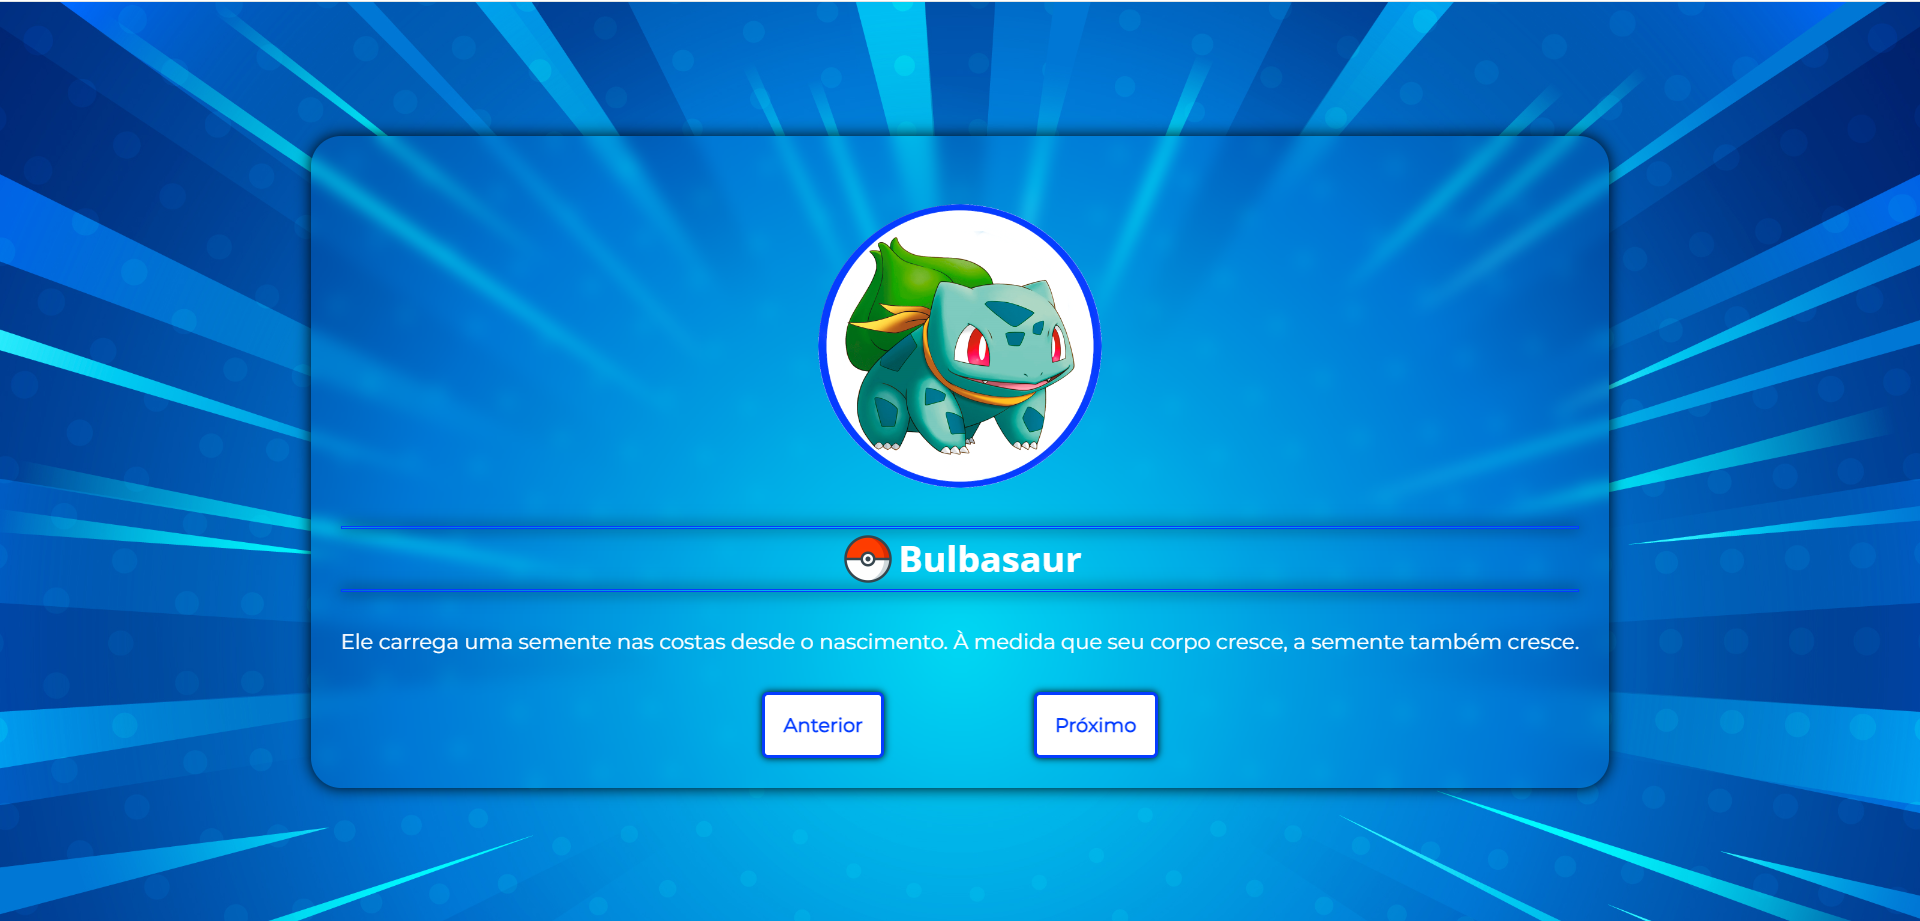 Bulbasaur
Ele carrega uma semente nas costas desde o nascimento. À medida que seu corpo cresce, a semente também cresce.
Anterior
Próximo